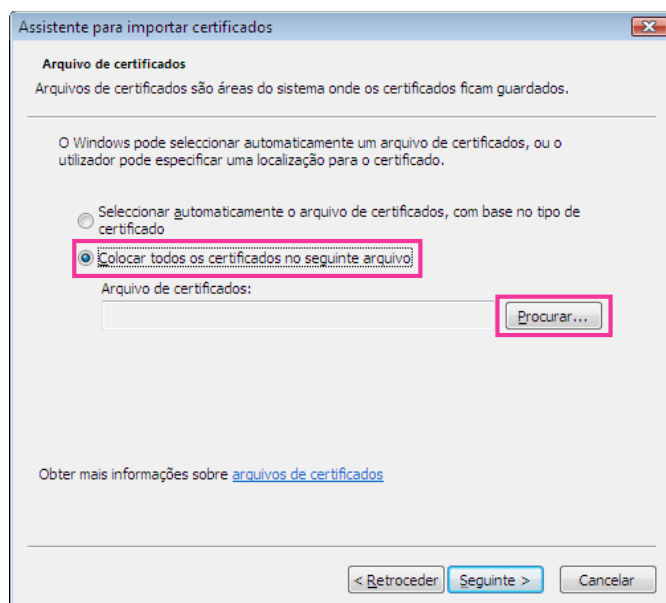 Assistente para importar certificados
Arquivo de certificados
Arquivos de certificados são áreas do sistema onde os certificados ficam guardados.
O Windows pode seleccionar automaticamente um arquivo de certificados, ou o
utilizador pode especificar uma localização para o certificado.
Seleccionar automaticamente o arquivo de certificados, com base no tipo de
certificado
Colocar todos os certificados no seguinte arquivo
Arquivo de certificados:
Procurar...
Obter mais informações sobre arquivos de certificados
< Retroceder Seguinte > Cancelar